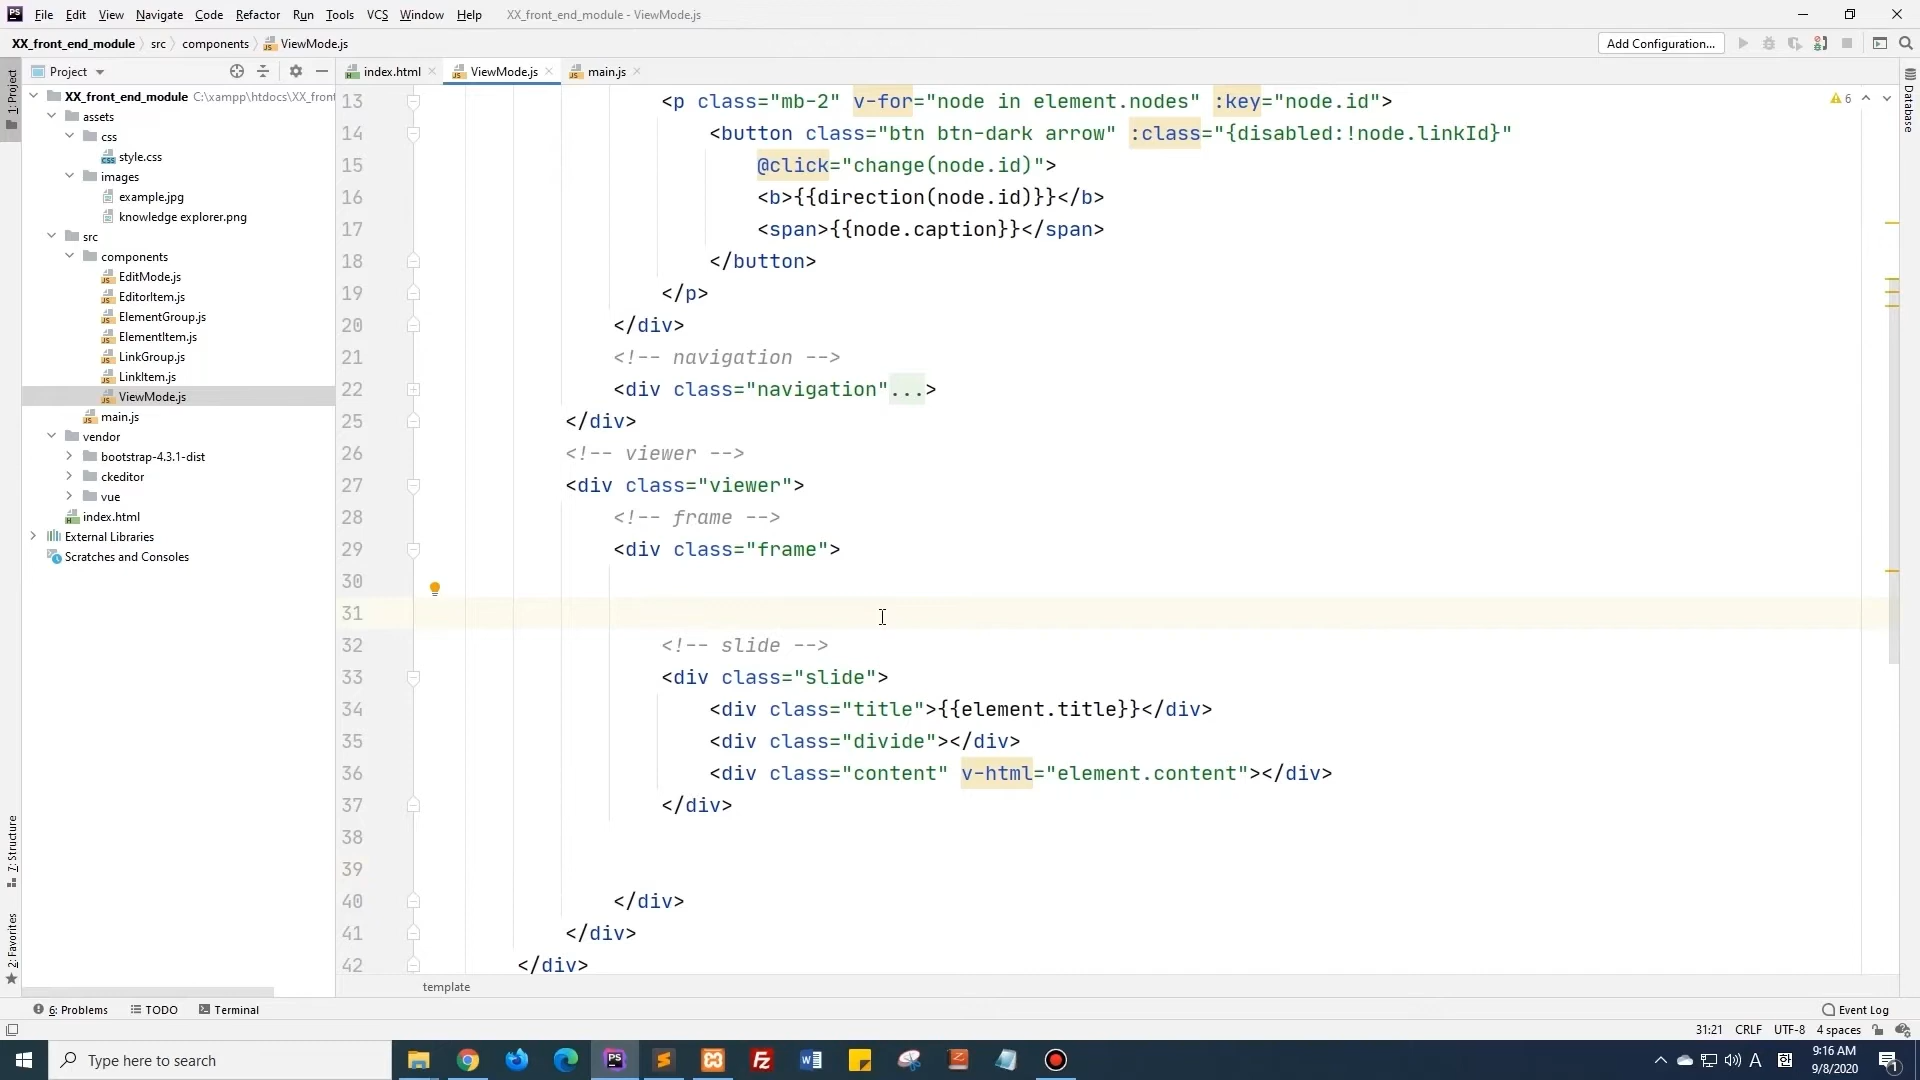 PS File Edit View Navigate Code Refactor Run Tools VCS Window Help XX_front_end_module - ViewMode.js
XX_front_end_module src components ViewMode.js Add Configuration...
Project index.html ViewMode.js main.js
1: Project
Database
XX_front_end_module C:\xampp\htdocs\XX_front
assets
css
style.css
images
example.jpg
knowledge explorer.png
src
components
EditMode.js
EditorItem.js
ElementGroup.js
ElementItem.js
LinkGroup.js
LinkItem.js
ViewMode.js
main.js
vendor
bootstrap-4.3.1-dist
ckeditor
vue
index.html
External Libraries
Scratches and Consoles
7: Structure
2: Favorites
6
13 <p class="mb-2" v-for="node in element.nodes" :key="node.id">
14 <button class="btn btn-dark arrow" :class="{disabled:!node.linkId}"
15 @click="change(node.id)">
16 <b>{{direction(node.id)}}</b>
17 <span>{{node.caption}}</span>
18 </button>
19 </p>
20 </div>
21 <!-- navigation -->
22 <div class="navigation"...>
25 </div>
26 <!-- viewer -->
27 <div class="viewer">
28 <!-- frame -->
29 <div class="frame">
30
31
32 <!-- slide -->
33 <div class="slide">
34 <div class="title">{{element.title}}</div>
35 <div class="divide"></div>
36 <div class="content" v-html="element.content"></div>
37 </div>
38
39
40 </div>
41 </div>
42 </div>
template
6: Problems TODO Terminal Event Log
31:21 CRLF UTF-8 4 spaces
Type here to search
A
9:16 AM
9/8/2020
1